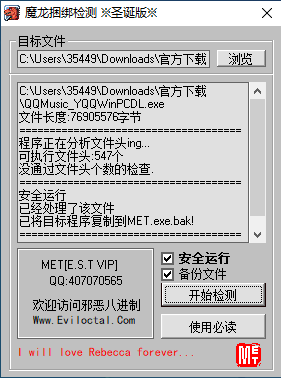 魔龙捆绑检测 ※圣诞版※
目标文件
C:\Users\35449\Downloads\官方下载
浏览
C:\Users\35449\Downloads\官方下载
\QQMusic_YQQWinPCDL.exe
文件长度:76905576字节
========================================
程序正在分析文件头ing...
可执行文件头:547个
没通过文件头个数的检查.
========================================
安全运行
已经处理了该文件
已将目标程序复制到MET.exe.bak!
========================================
MET[E.S.T VIP]
QQ:407070565
欢迎访问邪恶八进制
Www.Eviloctal.Com
安全运行
备份文件
开始检测
使用必读
I will love Rebecca forever...
MET